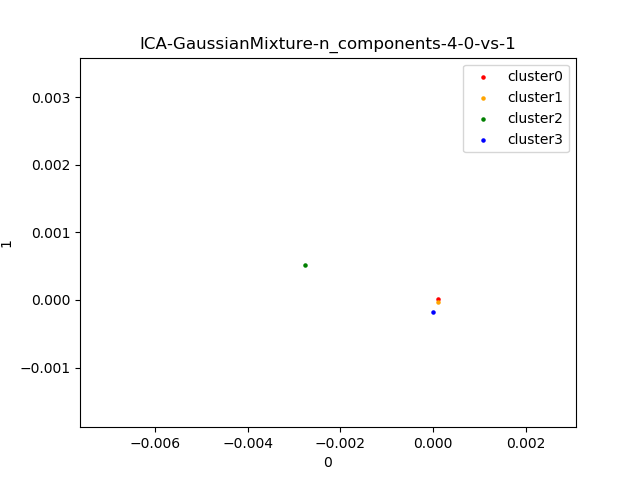 ICA-GaussianMixture-n_components-4-0-vs-1
cluster0
cluster1
cluster2
cluster3
0.003
0.002
0.001
0.000
−0.001
1
−0.006
−0.004
−0.002
0.000
0.002
0